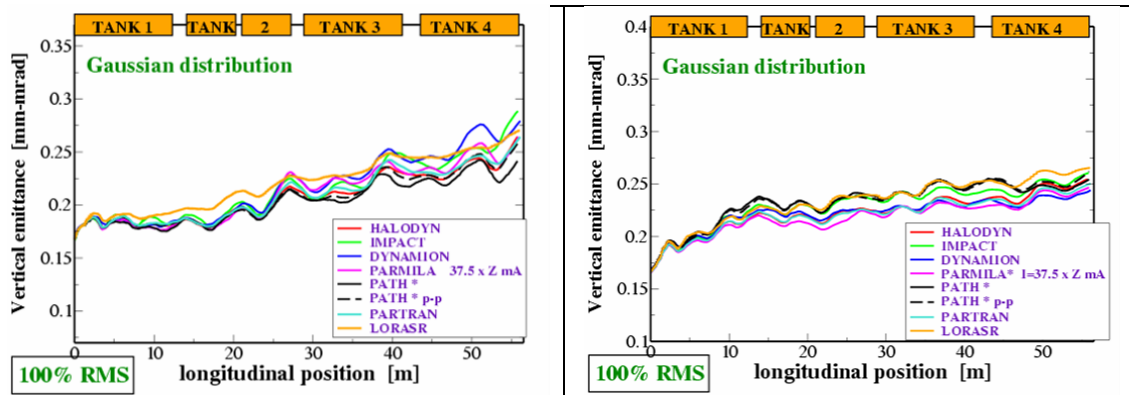 TANK 1 TANK 2 TANK 3 TANK 4
Gaussian distribution
Vertical emittance [mm-mrad]
0.35
0.3
0.25
0.2
0.15
0.1
HALODYN
IMPACT
DYNAMION
PARMILA 37.5 x Z mA
PATH *
PATH * p-p
PARTRAN
LORASR
0 10 20 30 40 50
longitudinal position [m]
100% RMS
TANK 1 TANK 2 TANK 3 TANK 4
Gaussian distribution
Vertical emittance [mm-mrad]
0.4
0.35
0.3
0.25
0.2
0.15
0.1
HALODYN
IMPACT
DYNAMION
PARMILA* I=37.5 x Z mA
PATH *
PATH * p-p
PARTRAN
LORASR
0 10 20 30 40 50
longitudinal position [m]
100% RMS